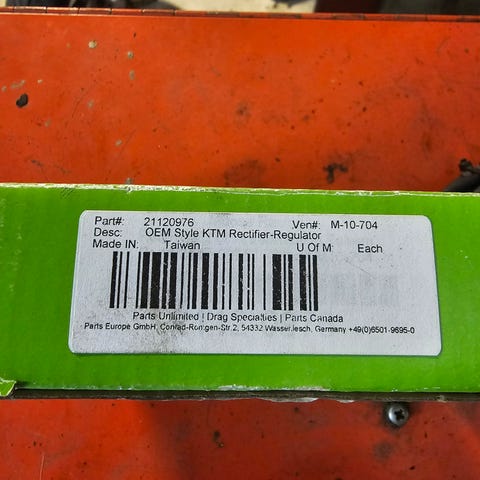 Part#: 21120976 Ven#: M-10-704
Desc: OEM Style KTM Rectifier-Regulator
Made IN: Taiwan U Of M: Each
Parts Unlimited | Drag Specialties | Parts Canada
Parts Europe GmbH, Conrad-Röntgen-Str.2, 54332 Wasserliesch, Germany +49(0)6501-9695-0